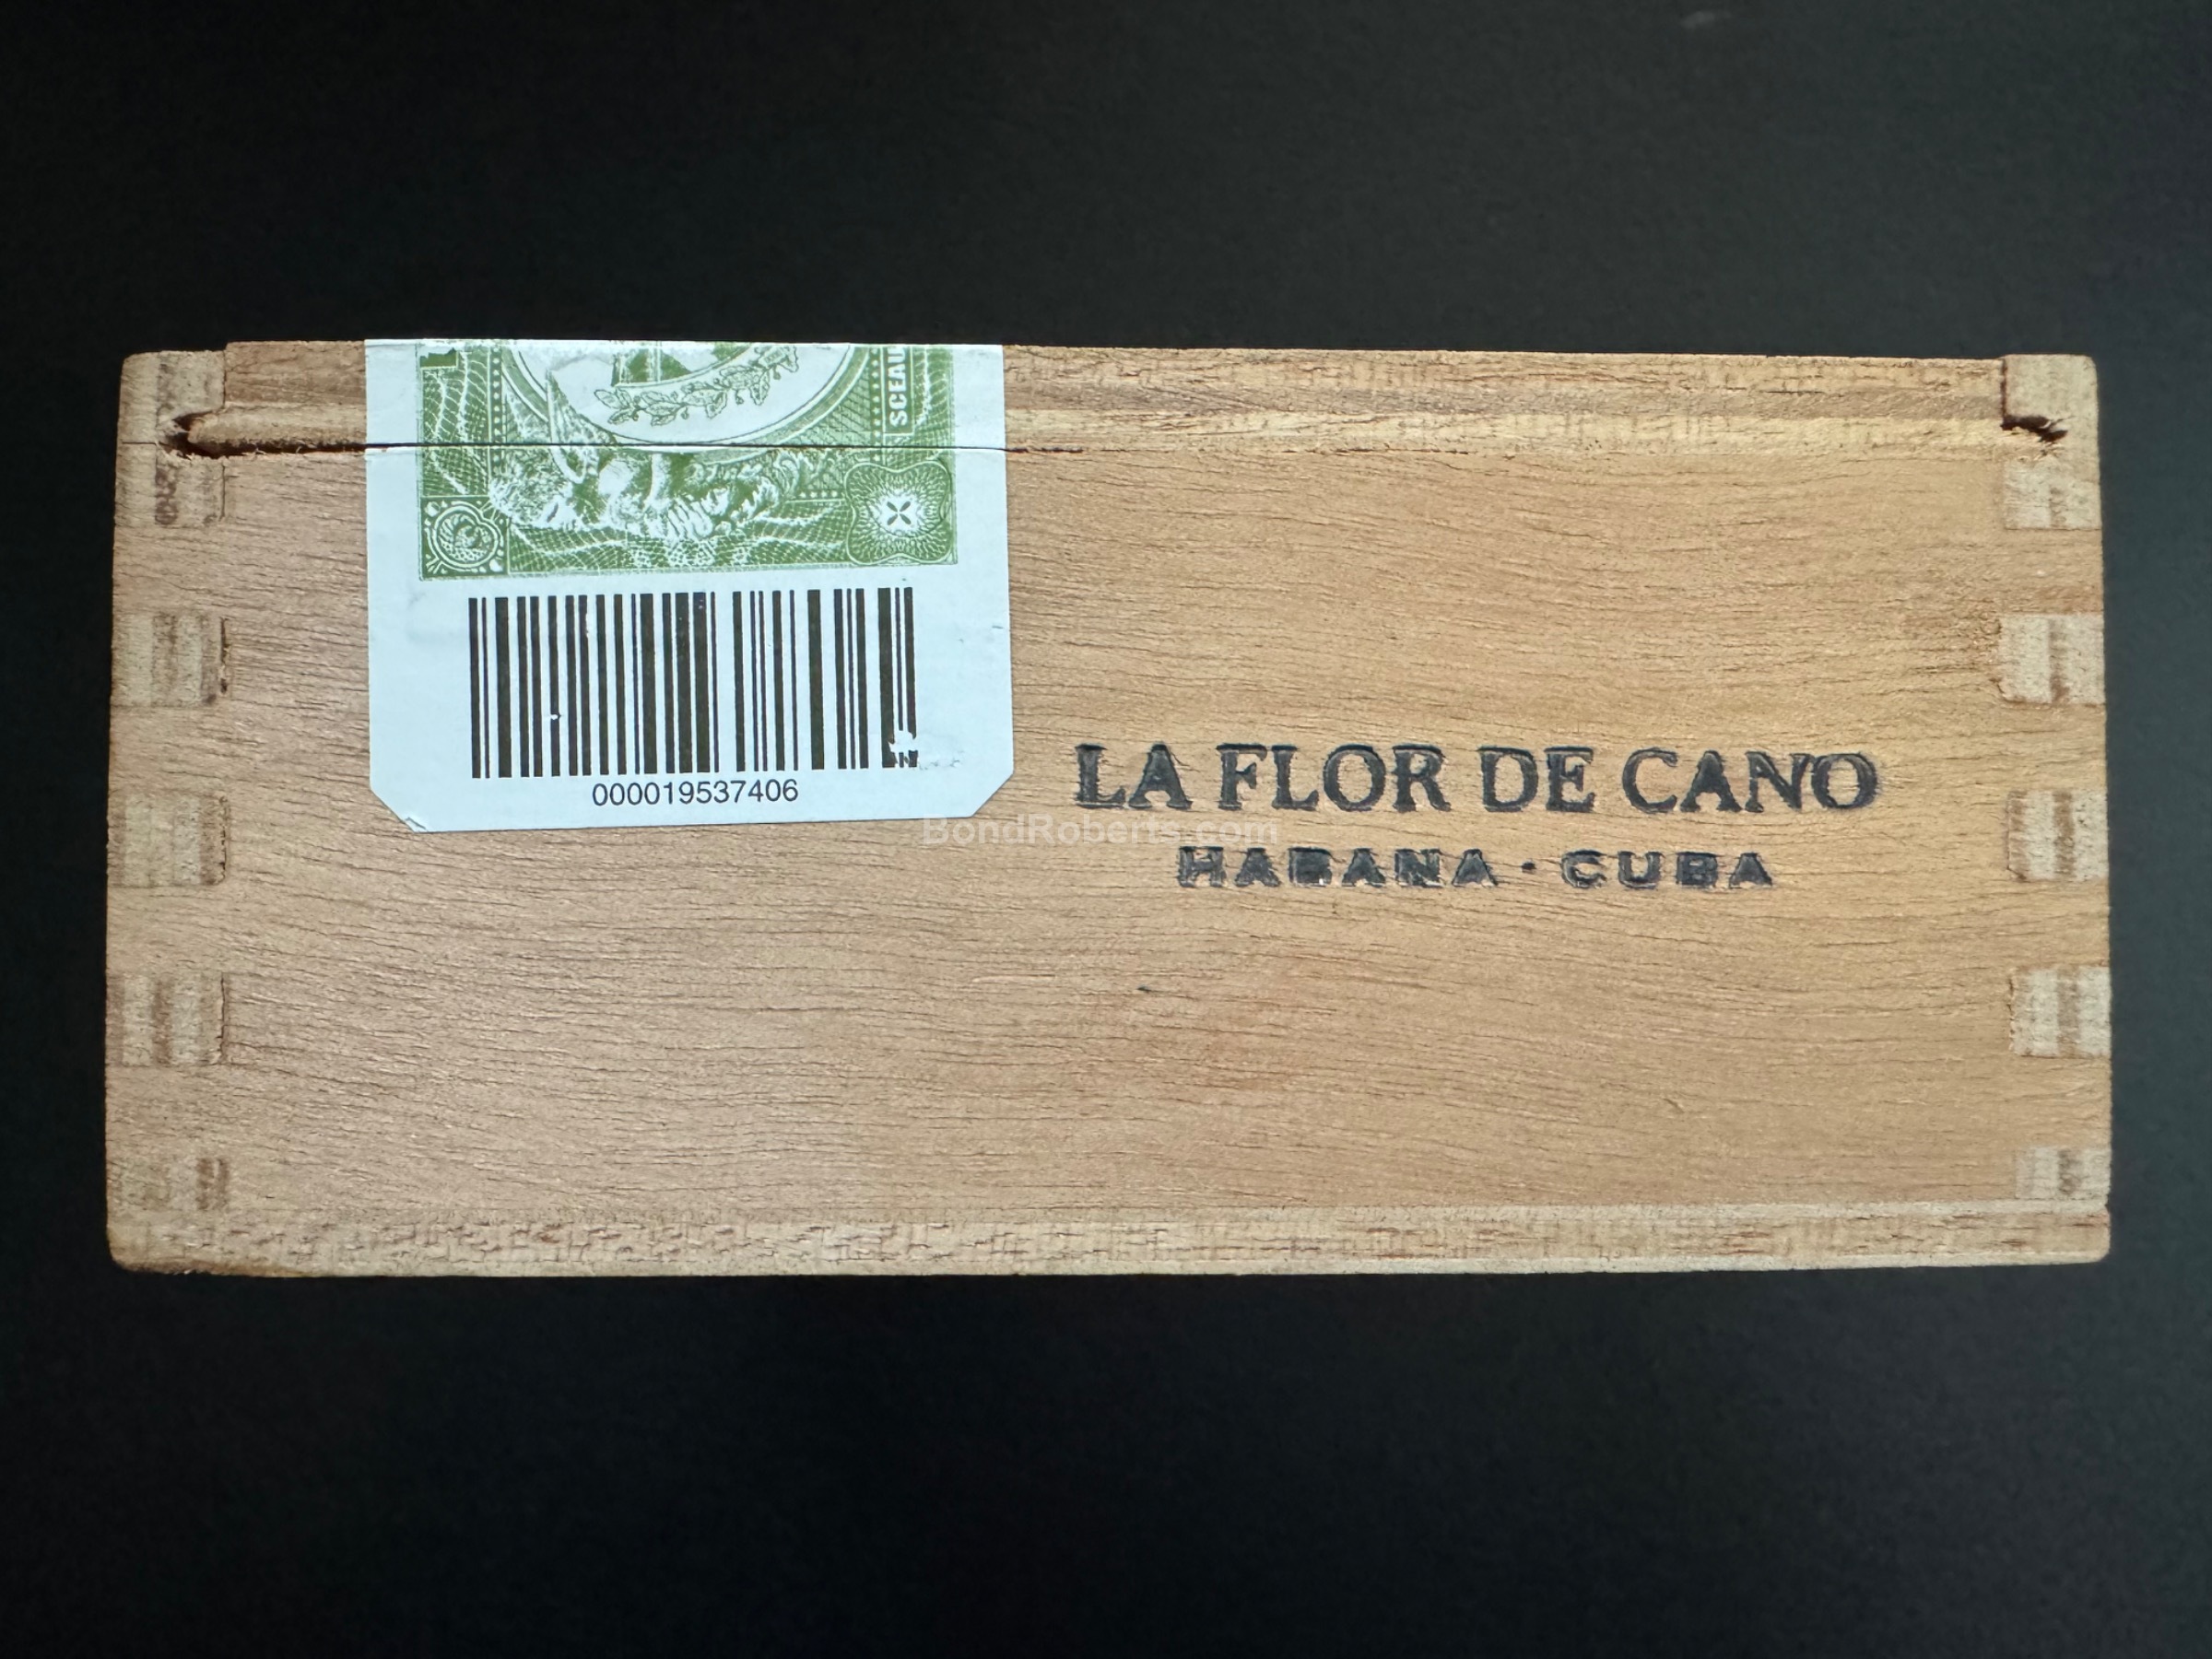 SCEAU
000019537406
LA FLOR DE CANO
HABANA · CUBA
BondRoberts.com